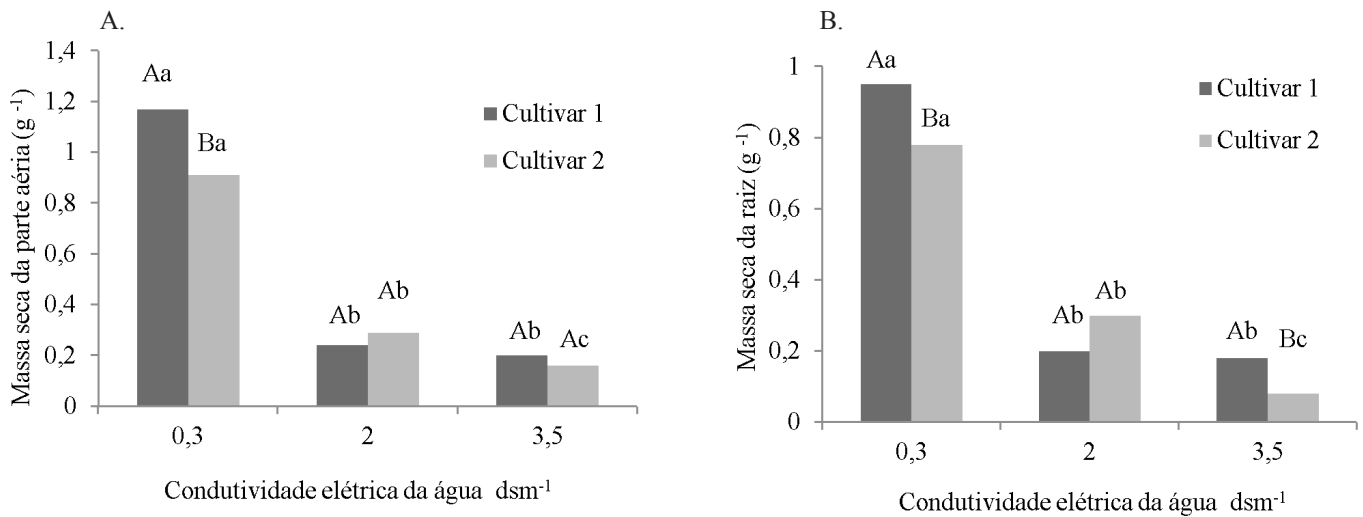 A.
Massa seca da parte aéria (g -1)
1,4
1,2
1
0,8
0,6
0,4
0,2
0
Aa
Ba
Ab
Ab
Ab
Ac
Cultivar 1
Cultivar 2
0,3
2
3,5
Condutividade elétrica da água dsm-1
B.
Massa seca da raiz (g -1)
1
0,8
0,6
0,4
0,2
0
Aa
Ba
Ab
Ab
Ab
Bc
Cultivar 1
Cultivar 2
0,3
2
3,5
Condutividade elétrica da água dsm-1